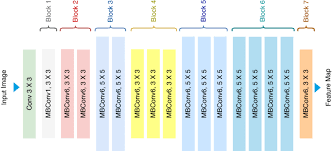 Input Image
Block 1
Block 2
Block 3
Block 4
Block 5
Block 6
Block 7
Conv 3 X 3
MBConv1, 3 X 3
MBConv6, 3 X 3
MBConv6, 3 X 3
MBConv6, 5 X 5
MBConv6, 5 X 5
MBConv6, 3 X 3
MBConv6, 3 X 3
MBConv6, 3 X 3
MBConv6, 5 X 5
MBConv6, 5 X 5
MBConv6, 5 X 5
MBConv6, 5 X 5
MBConv6, 5 X 5
MBConv6, 5 X 5
MBConv6, 5 X 5
MBConv6, 3 X 3
Feature Map